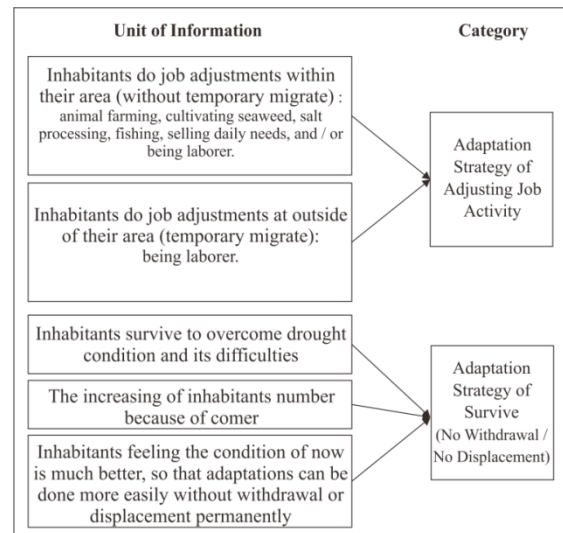 Unit of Information
Category
Inhabitants do job adjustments within
their area (without temporary migrate) :
animal farming, cultivating seaweed, salt
processing, fishing, selling daily needs, and / or
being laborer.
Adaptation
Strategy of
Adjusting Job
Activity
Inhabitants do job adjustments at outside
of their area (temporary migrate):
being laborer.
Inhabitants survive to overcome drought
condition and its difficulties
The increasing of inhabitants number
because of comer
Inhabitants feeling the condition of now
is much better, so that adaptations can be
done more easily without withdrawal or
displacement permanently
Adaptation
Strategy of
Survive
(No Withdrawal /
No Displacement)